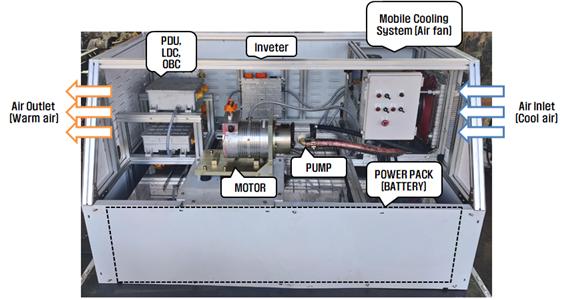 Mobile Cooling
System [Air fan]
PDU,
LDC,
OBC
Inveter
Air Outlet
[Warm air]
Air Inlet
[Cool air]
PUMP
MOTOR
POWER PACK
[BATTERY]